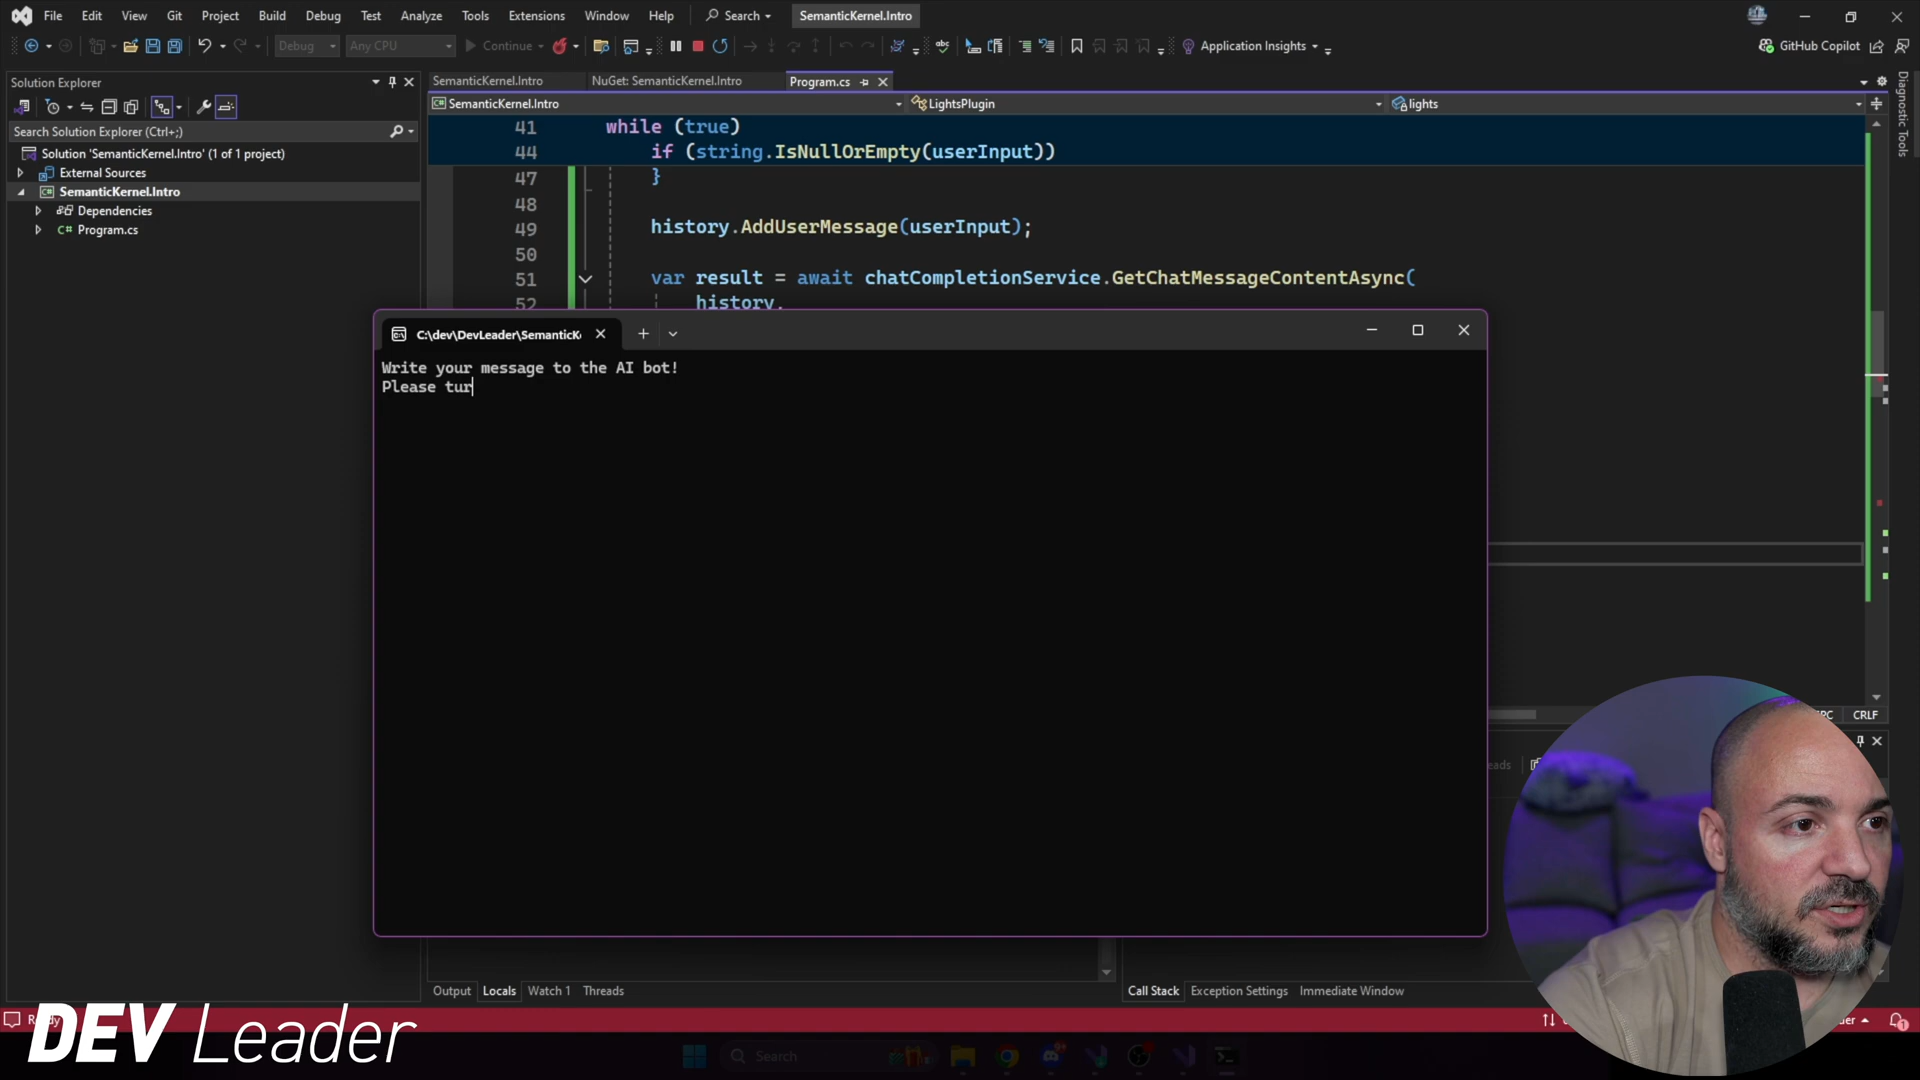 File Edit View Git Project Build Debug Test Analyze Tools Extensions Window Help Search SemanticKernel.Intro
Debug Any CPU Continue Application Insights GitHub Copilot
Solution Explorer
SemanticKernel.Intro NuGet: SemanticKernel.Intro Program.cs
SemanticKernel.Intro LightsPlugin lights
Search Solution Explorer (Ctrl+;)
Solution 'SemanticKernel.Intro' (1 of 1 project)
External Sources
SemanticKernel.Intro
Dependencies
C# Program.cs
Diagnostic Tools
41 while (true)
44 if (string.IsNullOrEmpty(userInput))
47 }
48
49 history.AddUserMessage(userInput);
50
51 var result = await chatCompletionService.GetChatMessageContentAsync(
52 history,
C:\dev\DevLeader\SemanticK
Write your message to the AI bot!
Please tur
CRLF
Output Locals Watch 1 Threads
Call Stack Exception Settings Immediate Window
DEV Leader
Search